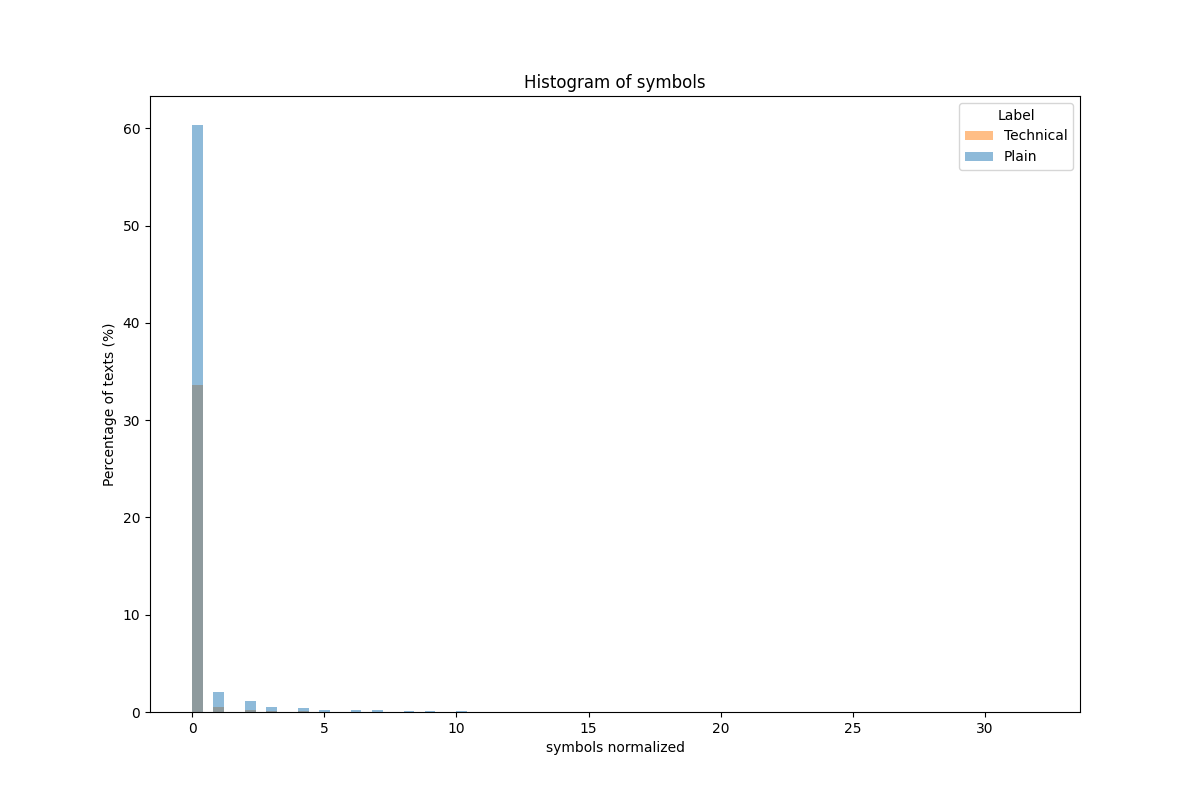 Histogram of symbols
Label
Technical
Plain
Percentage of texts (%)
60
50
40
30
20
10
0
0 5 10 15 20 25 30
symbols normalized